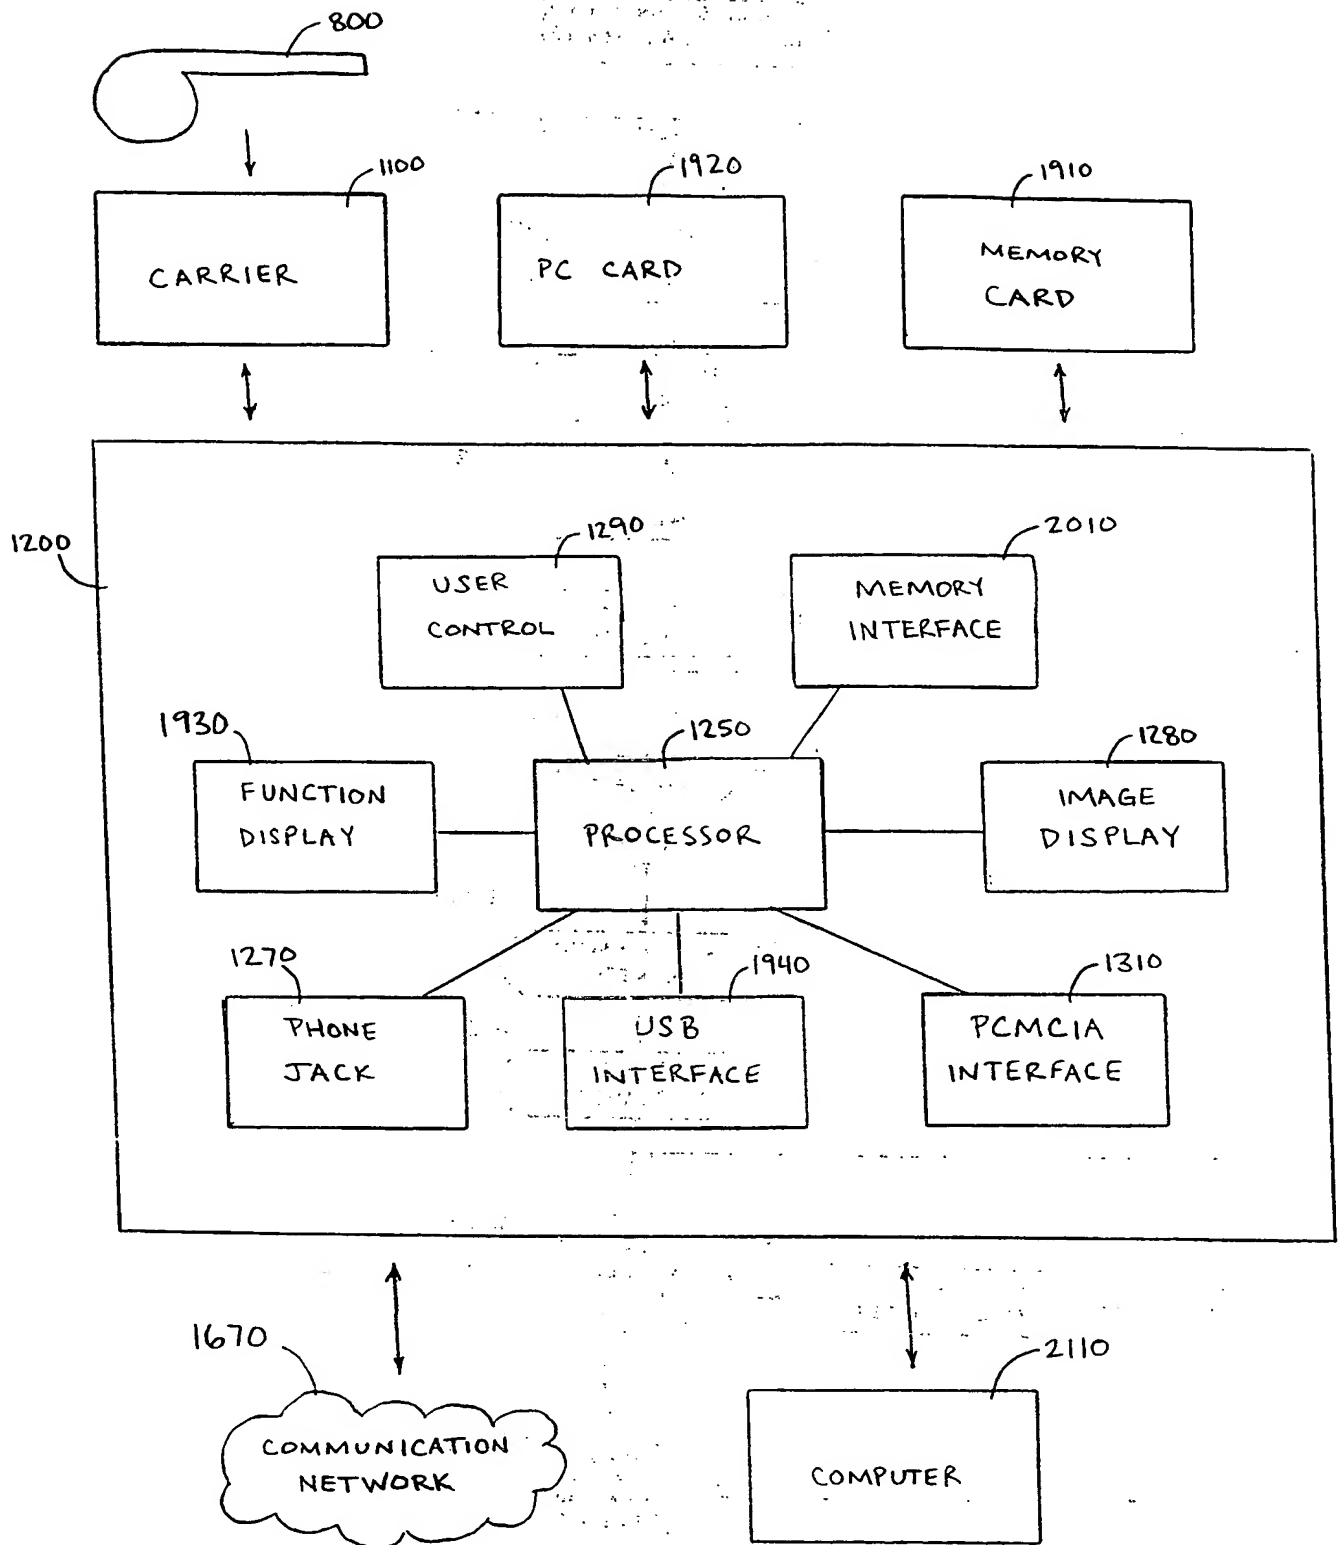 800
1100
1920
1910
CARRIER
PC CARD
MEMORY
CARD
1200
1290
2010
USER
CONTROL
MEMORY
INTERFACE
1930
1250
1280
FUNCTION
DISPLAY
PROCESSOR
IMAGE
DISPLAY
1270
1940
1310
PHONE
JACK
USB
INTERFACE
PCMCIA
INTERFACE
1670
2110
COMMUNICATION
NETWORK
COMPUTER